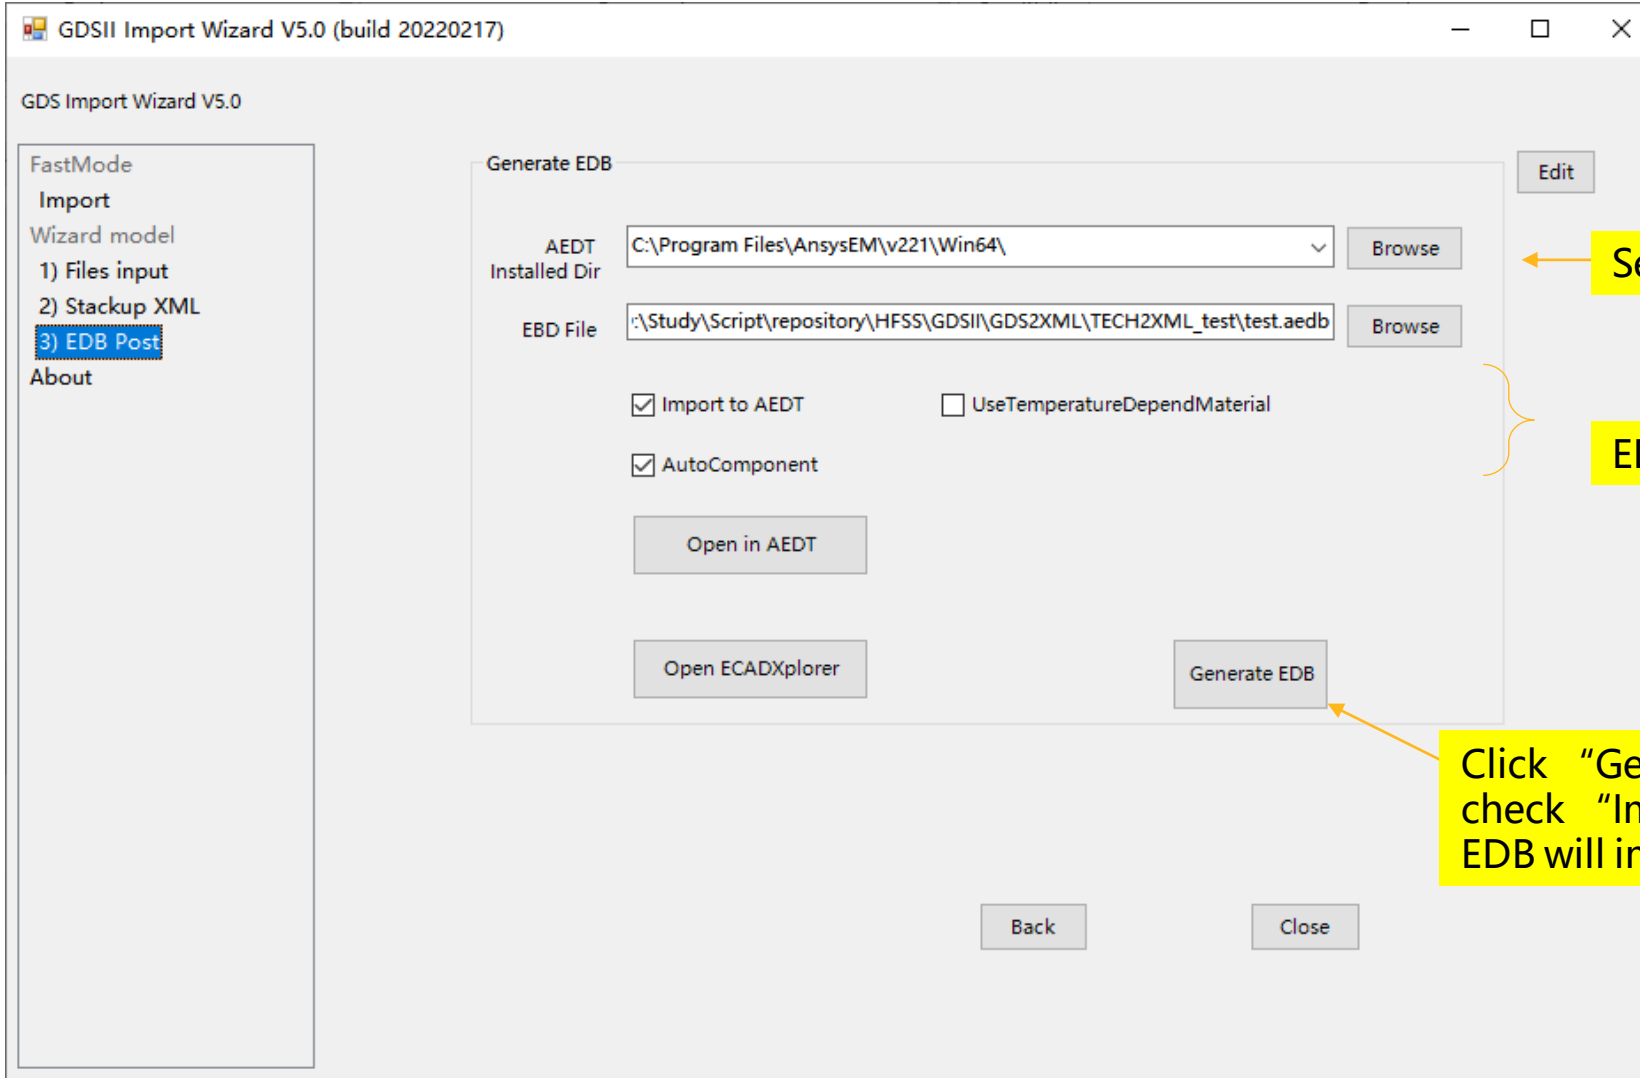 GDSII Import Wizard V5.0 (build 20220217)
GDS Import Wizard V5.0
FastMode
Import
Wizard model
1) Files input
2) Stackup XML
3) EDB Post
About
Generate EDB
Edit
AEDT
Installed Dir
C:\Program Files\AnsysEM\v221\Win64\
Browse
EBD File
:\Study\Script\repository\HFSS\GDSII\GDS2XML\TECH2XML_test\test.aedb
Browse
Import to AEDT
UseTemperatureDependMaterial
AutoComponent
Open in AEDT
Open ECADXplorer
Generate EDB
Click
check
EDB will
Back
Close